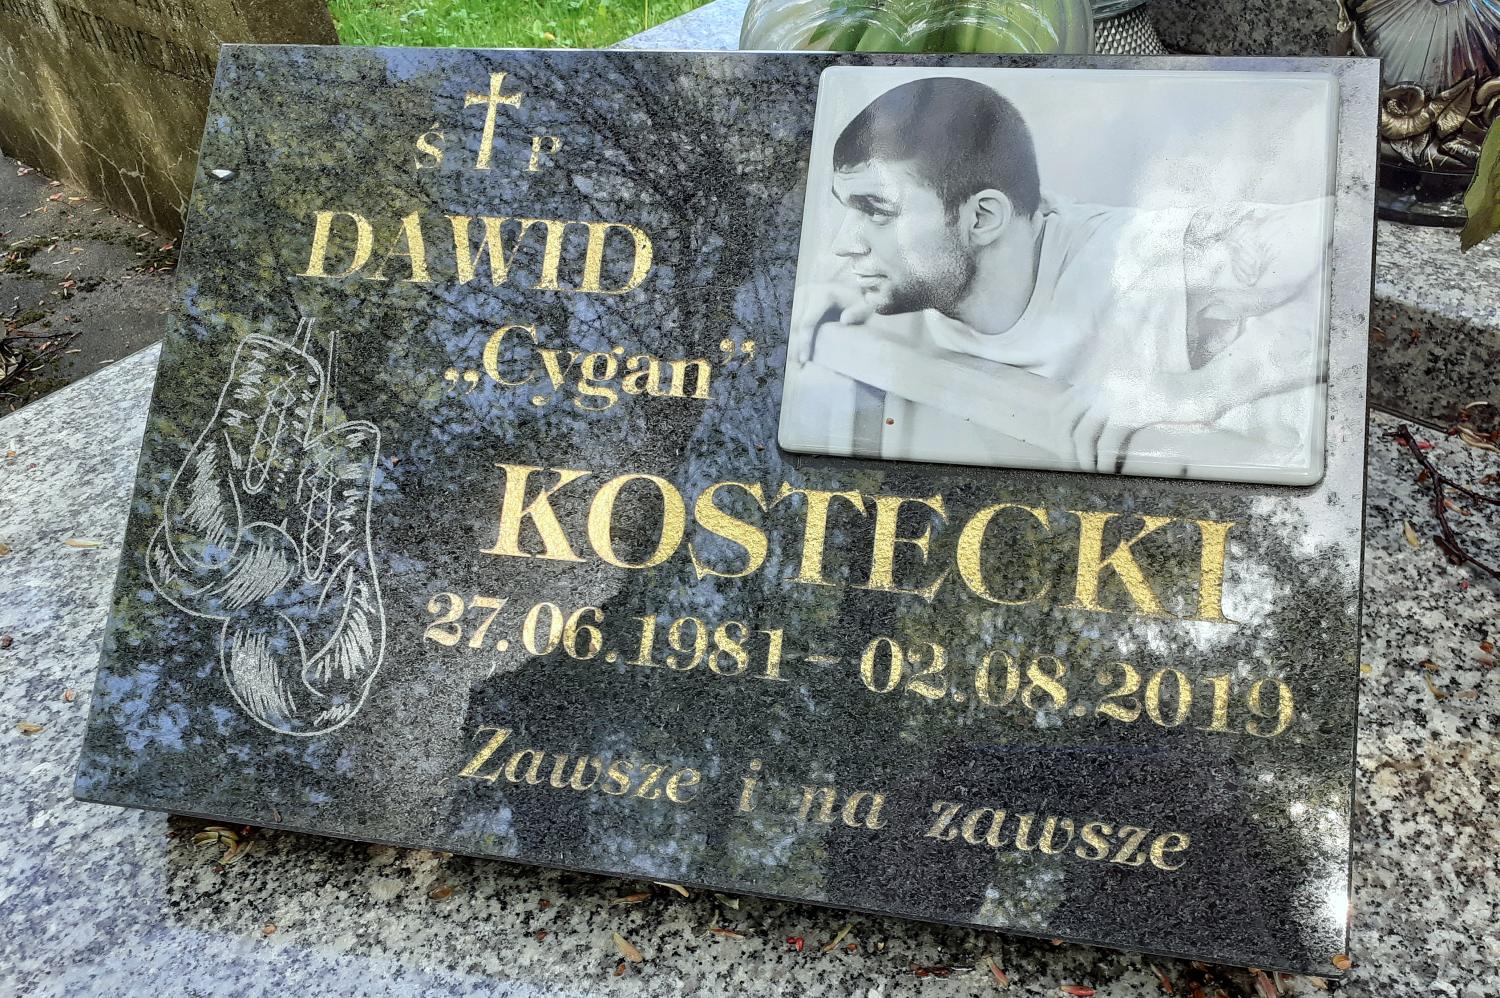 Ś P
DAWID
„Cygan“
KOSTECKI
27.06.1981 - 02.08.2019
Zawsze i na zawsze